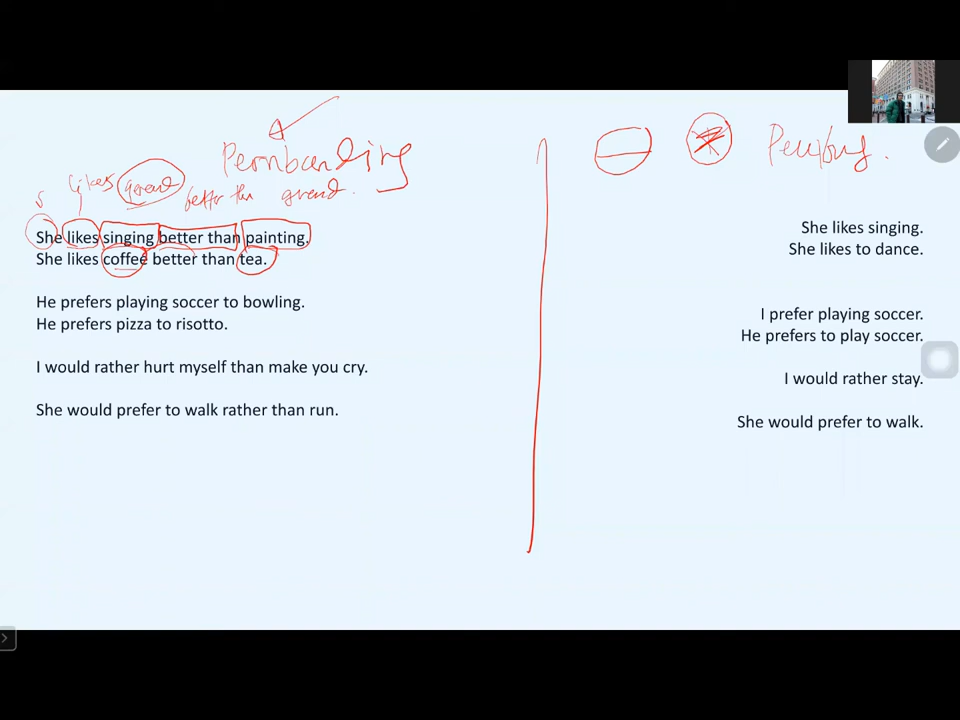 Pembanding
S likes gerund better than gerund.
She likes singing better than painting.
She likes coffee better than tea.
He prefers playing soccer to bowling.
He prefers pizza to risotto.
I would rather hurt myself than make you cry.
She would prefer to walk rather than run.
She likes singing.
She likes to dance.
I prefer playing soccer.
He prefers to play soccer.
I would rather stay.
She would prefer to walk.